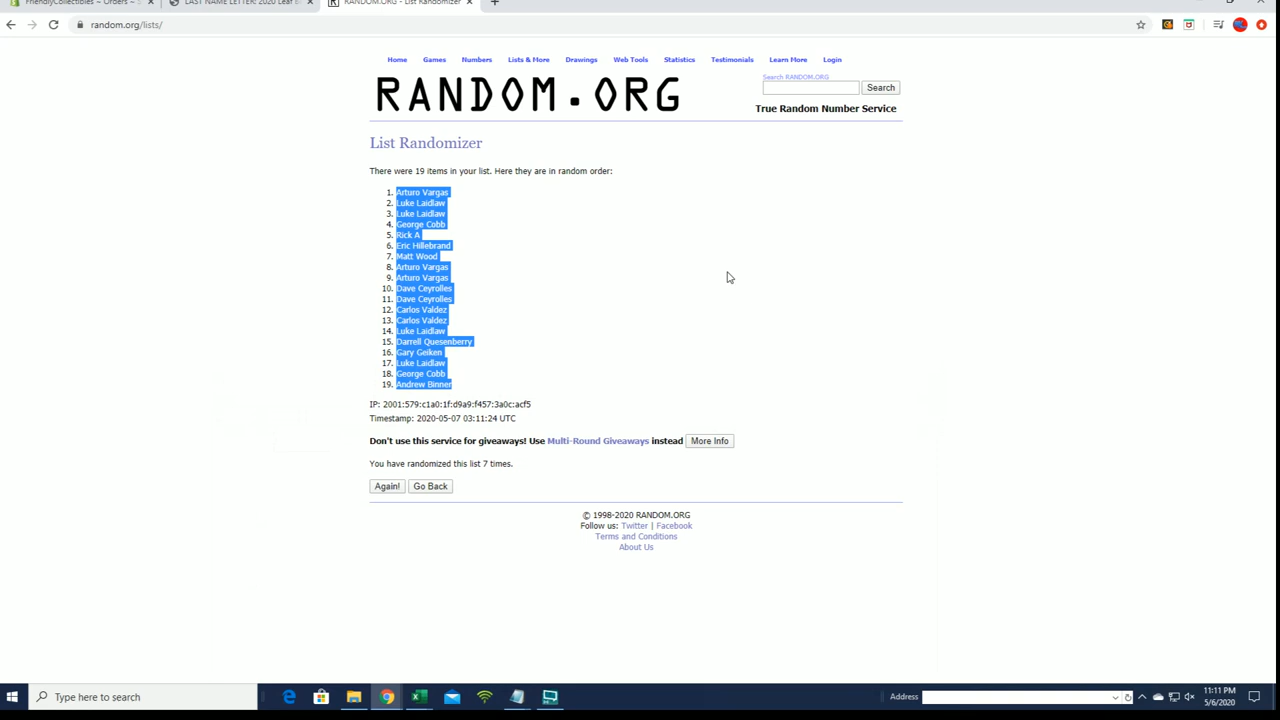 FriendlyCollectibles - Orders - S
LAST NAME LETTER: 2020 Leaf
RANDOM.ORG - List Randomizer
random.org/lists/
Home Games Numbers Lists & More Drawings Web Tools Statistics Testimonials Learn More Login
RANDOM.ORG
Search RANDOM.ORG
Search
True Random Number Service
List Randomizer
There were 19 items in your list. Here they are in random order:
1. Arturo Vargas
2. Luke Laidlaw
3. Luke Laidlaw
4. George Cobb
5. Rick A
6. Eric Hillebrand
7. Matt Wood
8. Arturo Vargas
9. Arturo Vargas
10. Dave Ceyrolles
11. Dave Ceyrolles
12. Carlos Valdez
13. Carlos Valdez
14. Luke Laidlaw
15. Darrell Quesenberry
16. Gary Geiken
17. Luke Laidlaw
18. George Cobb
19. Andrew Binner
IP: 2001:579:c1a0:1f:d9a9:f457:3a0c:acf5
Timestamp: 2020-05-07 03:11:24 UTC
Don't use this service for giveaways! Use Multi-Round Giveaways instead More Info
You have randomized this list 7 times.
Again! Go Back
© 1998-2020 RANDOM.ORG
Follow us: Twitter | Facebook
Terms and Conditions
About Us
Type here to search
Address
11:11 PM
5/6/2020